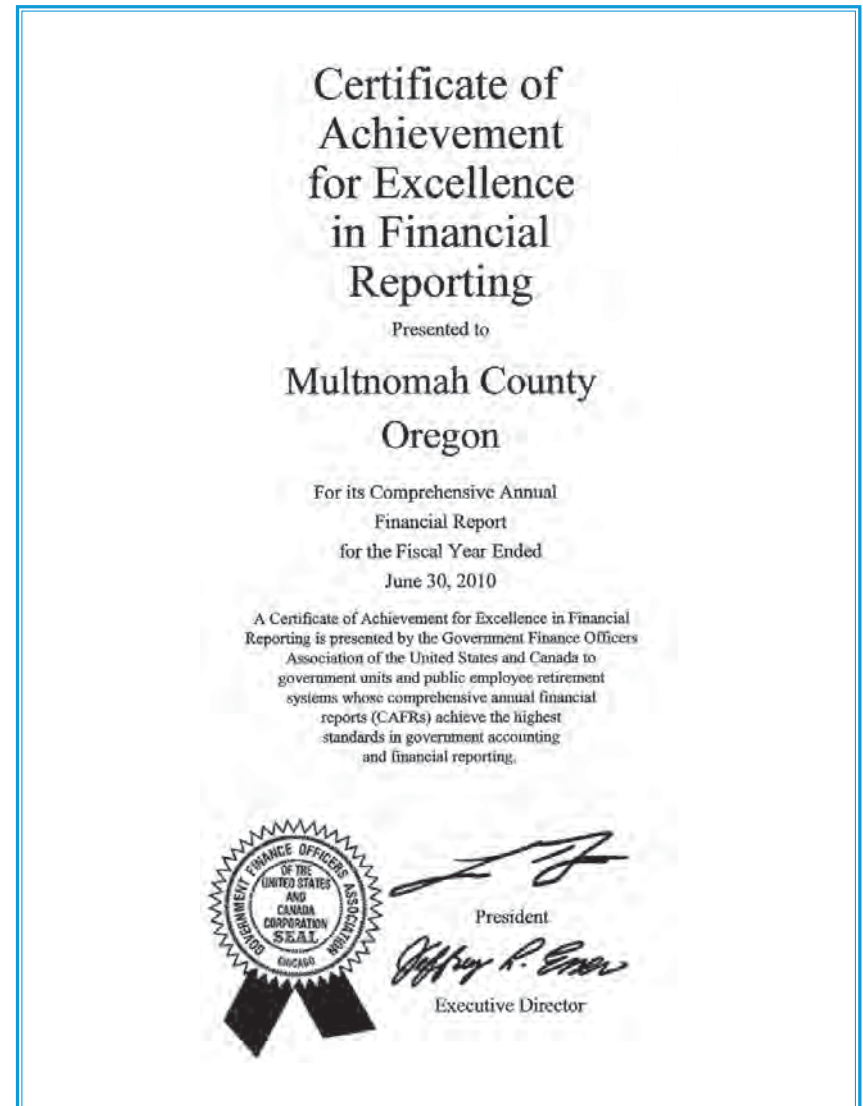 Certificate of
Achievement
for Excellence
in Financial
Reporting
Presented to
Multnomah County
Oregon
For its Comprehensive Annual
Financial Report
for the Fiscal Year Ended
June 30, 2010
A Certificate of Achievement for Excellence in Financial
Reporting is presented by the Government Finance Officers
Association of the United States and Canada to
government units and public employee retirement
systems whose comprehensive annual financial
reports (CAFRs) achieve the highest
standards in government accounting
and financial reporting.
GOVERNMENT FINANCE OFFICERS ASSOCIATION
OF THE
UNITED STATES
AND
CANADA
CORPORATION
SEAL
CHICAGO
President
Jeffrey R.
Executive Director